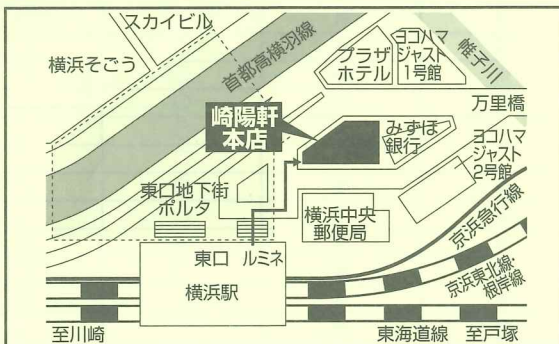 スカイビル
横浜そごう
首都高横羽線
プラザ
ホテル
ヨコハマ
ジャスト
1号館
帷子川
万里橋
崎陽軒
本店
みずほ
銀行
ヨコハマ
ジャスト
2号館
東口地下街
ポルタ
横浜中央
郵便局
京浜急行線
東口 ルミネ
京浜東北線・
根岸線
横浜駅
至川崎
東海道線
至戸塚